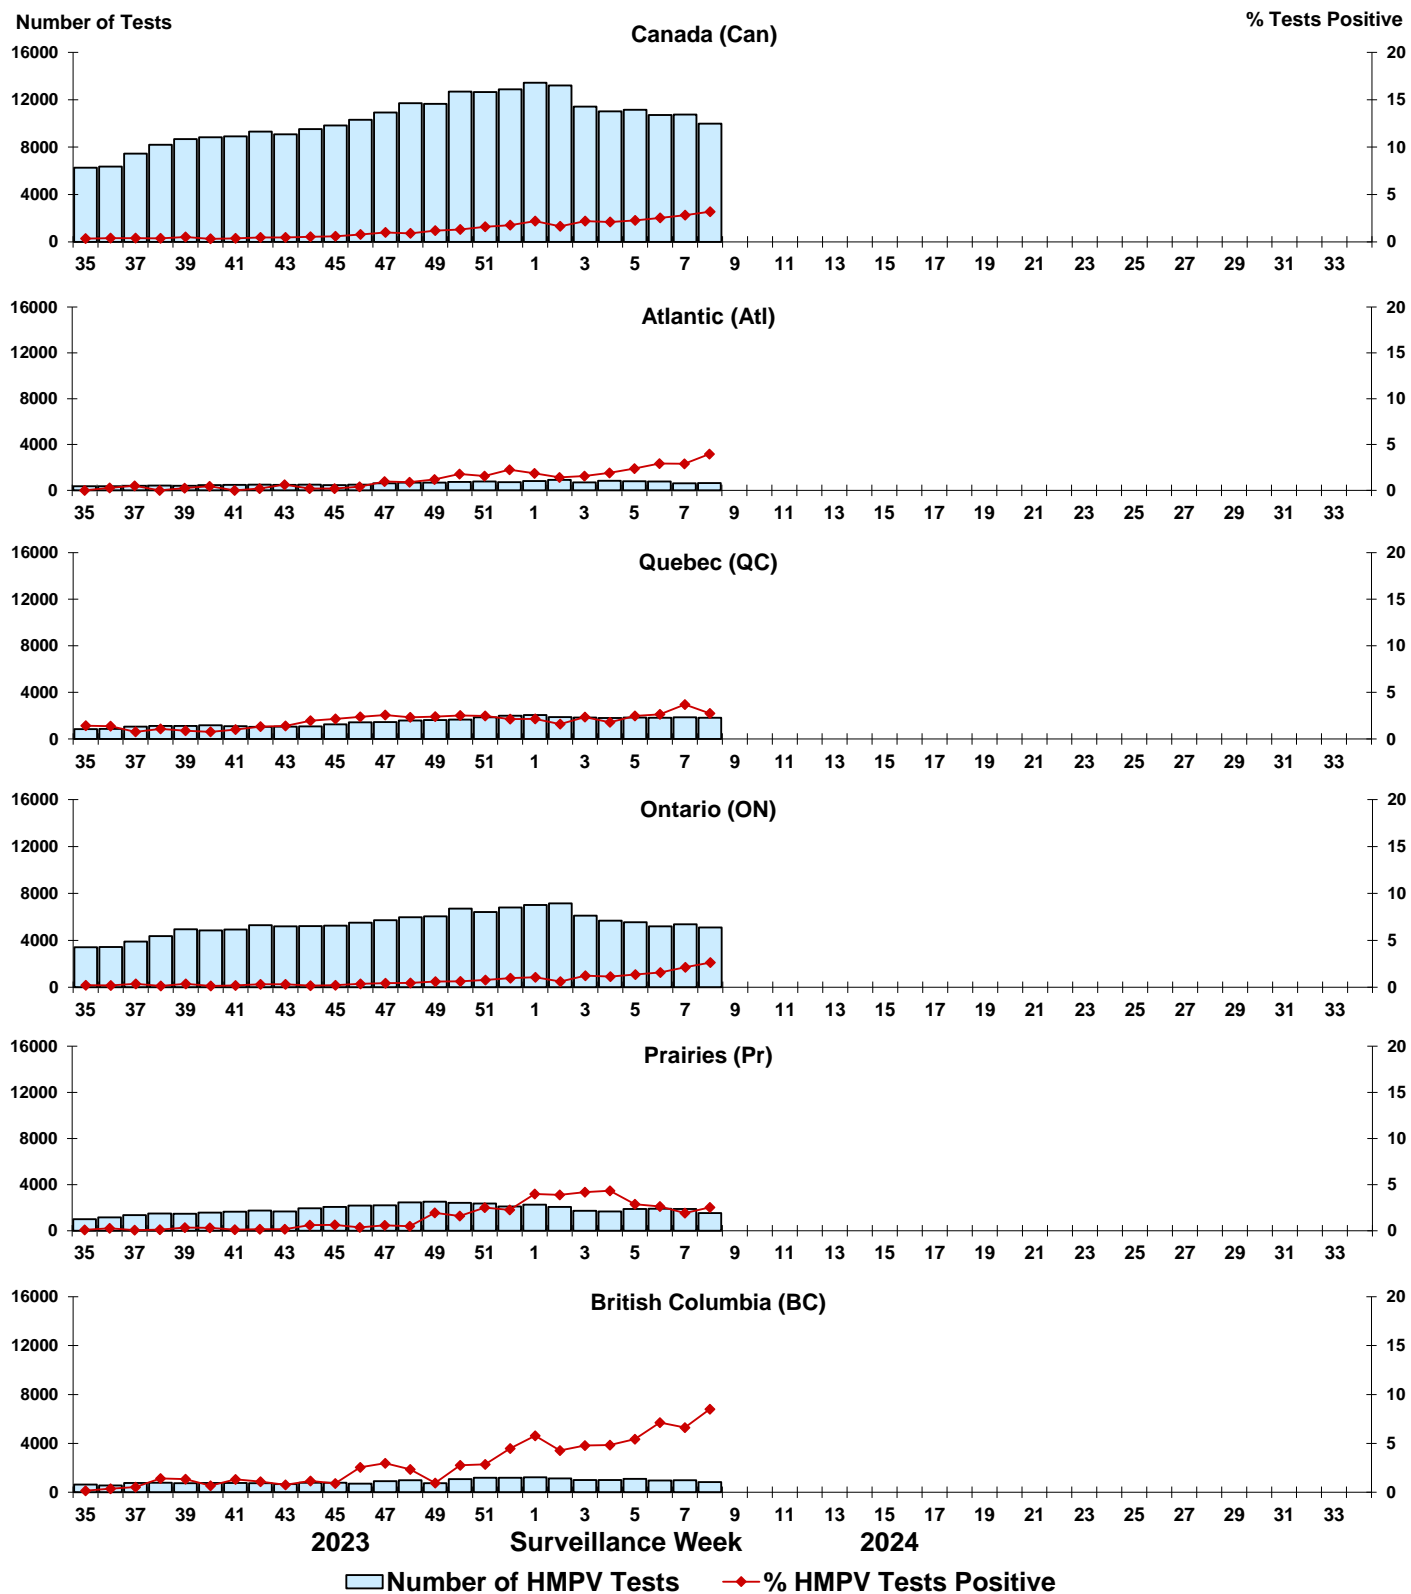 Number of Tests % Tests Positive
Canada (Can)
16000 20
12000 15
8000 10
4000 5
0 0
35 37 39 41 43 45 47 49 51 1 3 5 7 9 11 13 15 17 19 21 23 25 27 29 31 33
Atlantic (Atl)
16000 20
12000 15
8000 10
4000 5
0 0
35 37 39 41 43 45 47 49 51 1 3 5 7 9 11 13 15 17 19 21 23 25 27 29 31 33
Quebec (QC)
16000 20
12000 15
8000 10
4000 5
0 0
35 37 39 41 43 45 47 49 51 1 3 5 7 9 11 13 15 17 19 21 23 25 27 29 31 33
Ontario (ON)
16000 20
12000 15
8000 10
4000 5
0 0
35 37 39 41 43 45 47 49 51 1 3 5 7 9 11 13 15 17 19 21 23 25 27 29 31 33
Prairies (Pr)
16000 20
12000 15
8000 10
4000 5
0 0
35 37 39 41 43 45 47 49 51 1 3 5 7 9 11 13 15 17 19 21 23 25 27 29 31 33
British Columbia (BC)
16000 20
12000 15
8000 10
4000 5
0 0
35 37 39 41 43 45 47 49 51 1 3 5 7 9 11 13 15 17 19 21 23 25 27 29 31 33
2023 Surveillance Week 2024
Number of HMPV Tests % HMPV Tests Positive